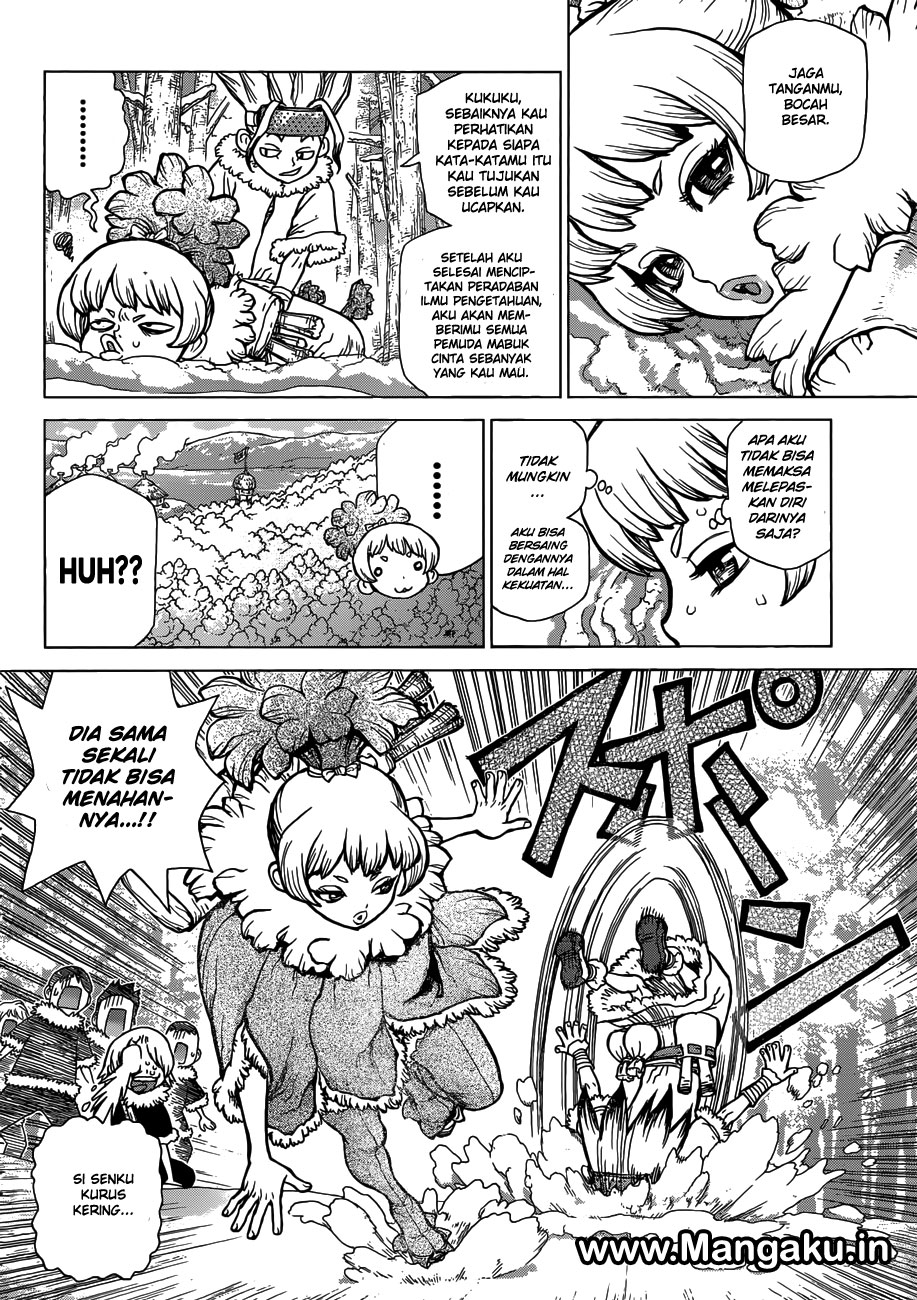 JAGA
TANGANMU,
BOCAH
BESAR.
KUKUKU,
SEBAIKNYA KAU
PERHATIKAN
KEPADA SIAPA
KATA-KATAMU ITU
KAU TUJUKAN
SEBELUM KAU
UCAPKAN.
SETELAH AKU
SELESAI MENCIP-
TAKAN PERADABAN
ILMU PENGETAHUAN,
AKU AKAN MEM-
BERIMU SEMUA
PEMUDA MABUK
CINTA SEBANYAK
YANG KAU MAU.
........
APA AKU
TIDAK BISA
MEMAKSA
MELEPAS-
KAN DIRI
DARINYA
SAJA?
TIDAK
MUNGKIN
...
AKU BISA
BERSAING
DENGANNYA
DALAM HAL
KEKUATAN...
......
HUH??
DIA SAMA
SEKALI
TIDAK BISA
MENAHAN-
NYA...!!
スポーン
SI SENKU
KURUS
KERING...
www.Mangaku.in